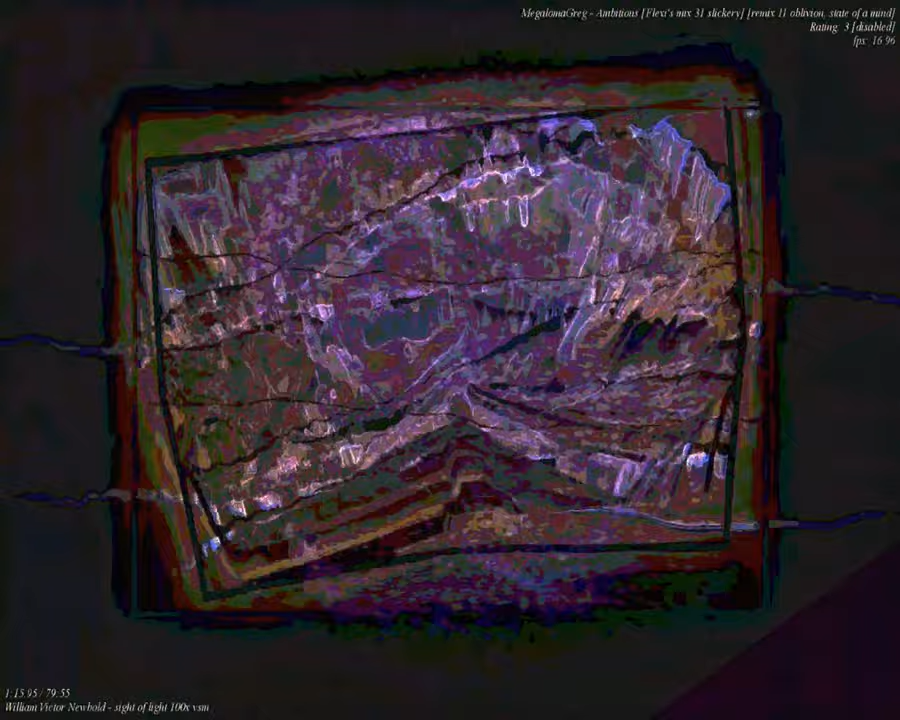 MegalomaGreg - Ambitions [Flexi's mix 31 slickery] [remix 11 oblivion, state of a mind]
Rating: 3 [disabled]
fps: 16.96
1:15.95 / 79:55
William Victor Newbold - sight of light 100x vsm